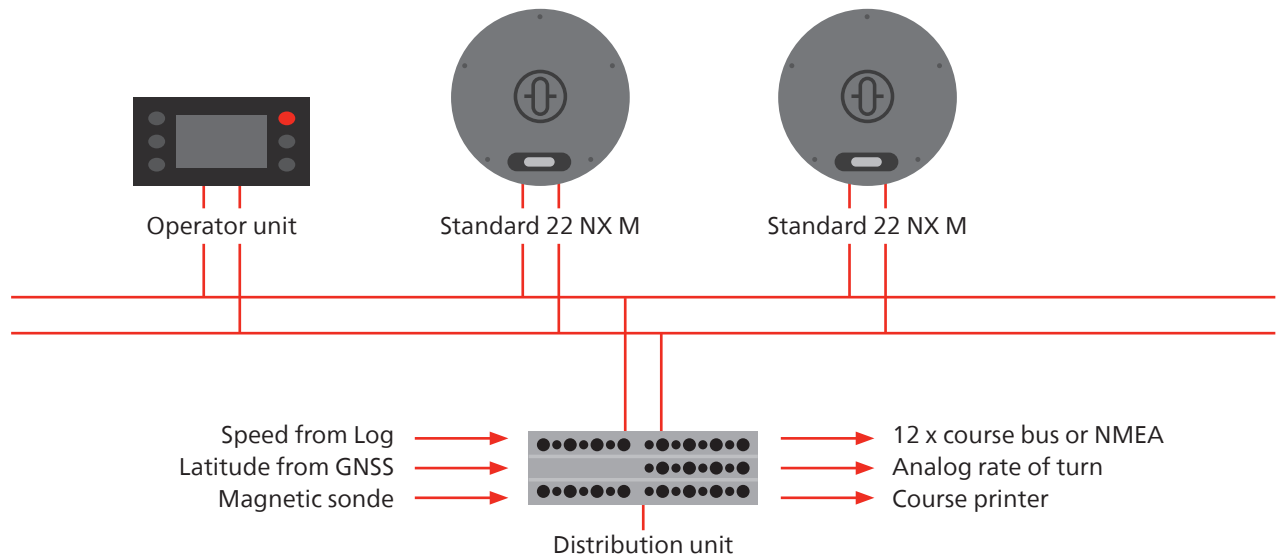 Operator unit
Standard 22 NX M
Standard 22 NX M
Speed from Log
Latitude from GNSS
Magnetic sonde
12 x course bus or NMEA
Analog rate of turn
Course printer
Distribution unit